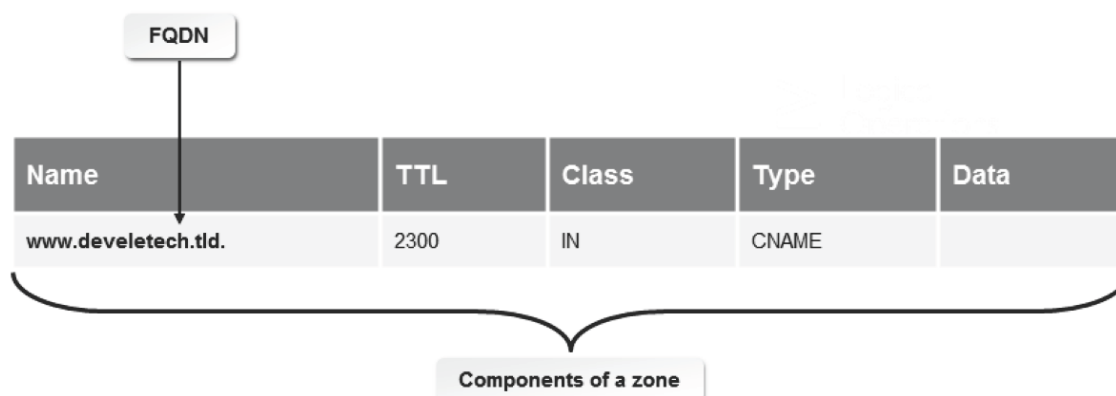 FQDN
Name TTL Class Type Data
www.develetech.tld. 2300 IN CNAME
Components of a zone